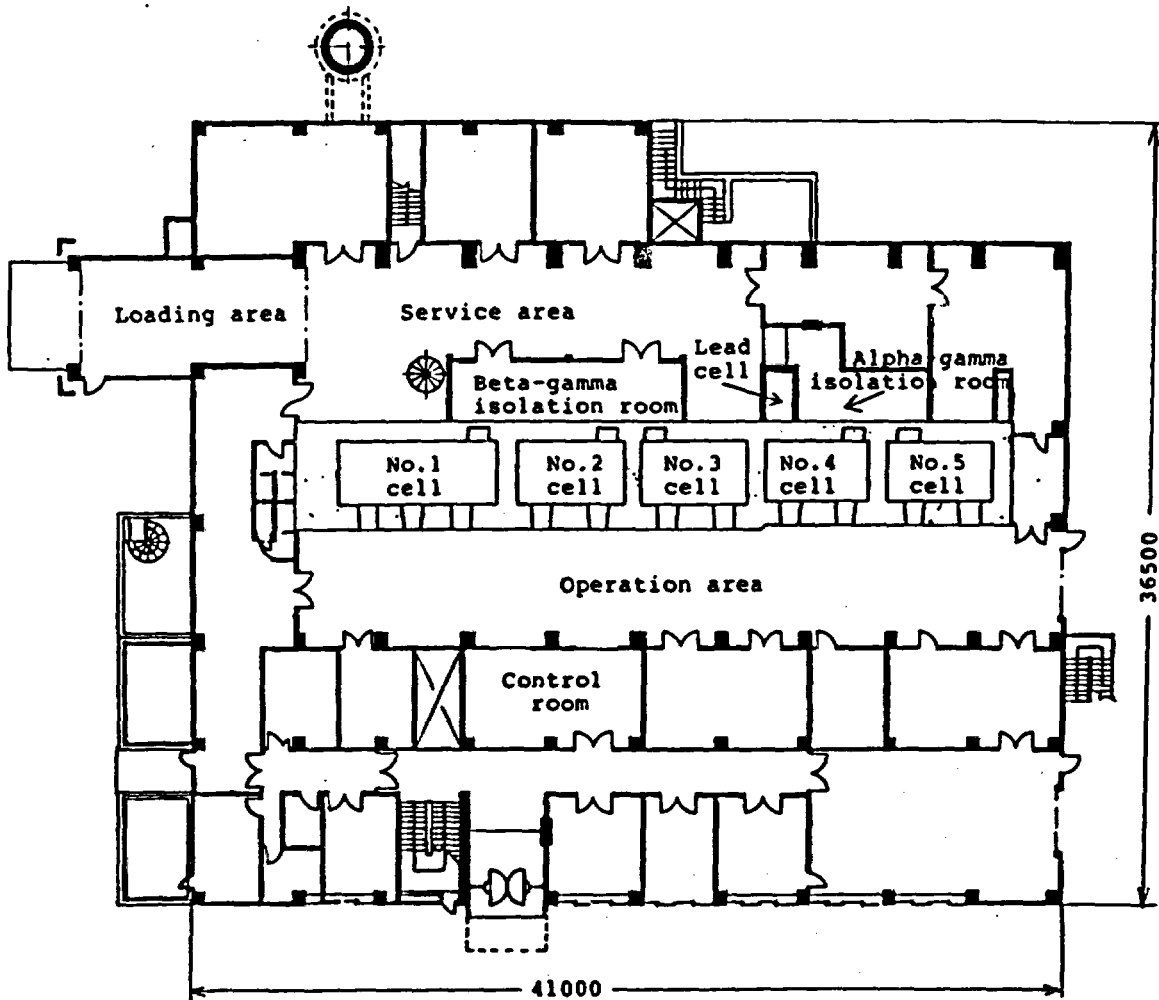 Loading area
Service area
Lead
cell
Alpha-gamma
isolation room
Beta-gamma
isolation room
No.1
cell
No.2
cell
No.3
cell
No.4
cell
No.5
cell
Operation area
36500
Control
room
41000